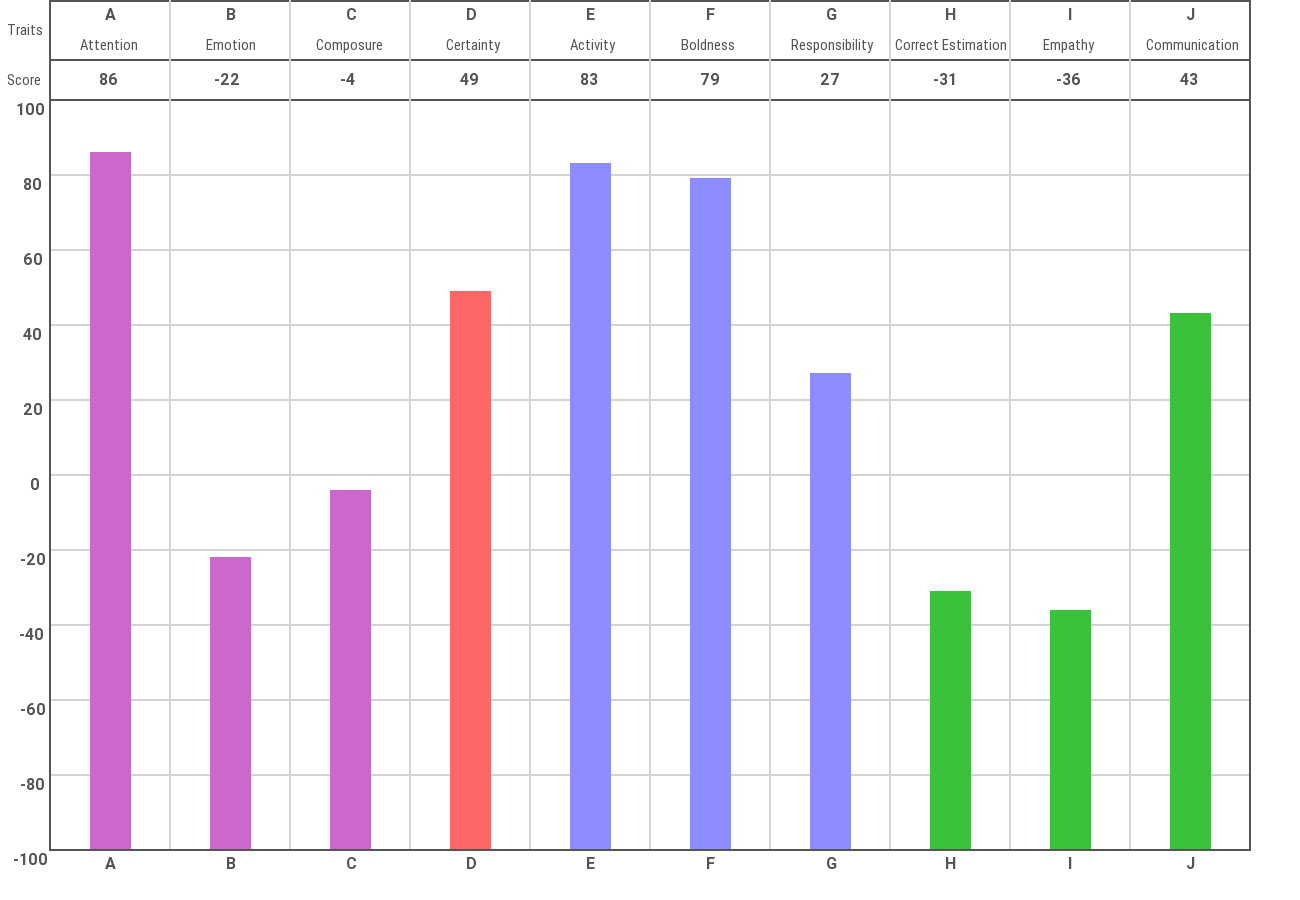 A B C D E F G H I J
Traits
Attention Emotion Composure Certainty Activity Boldness Responsibility Correct Estimation Empathy Communication
Score 86 -22 -4 49 83 79 27 -31 -36 43
100
80
60
40
20
0
-20
-40
-60
-80
-100
A B C D E F G H I J